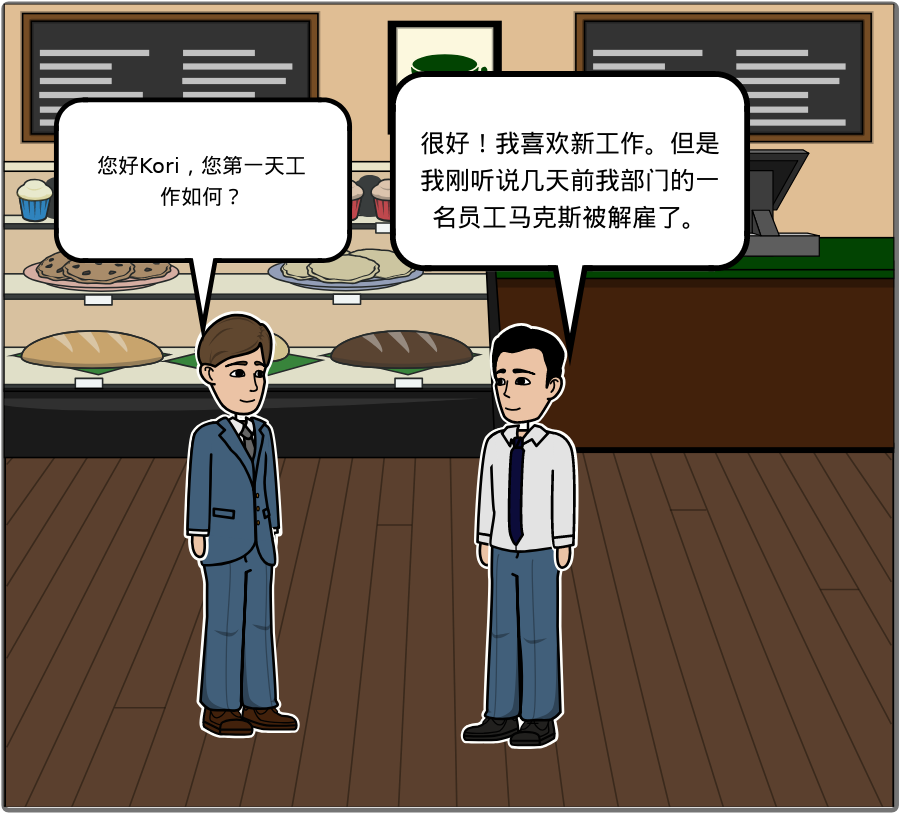 您好Kori，您第一天工
作如何？
很好！我喜欢新工作。但是
我刚听说几天前我部门的一
名员工马克斯被解雇了。